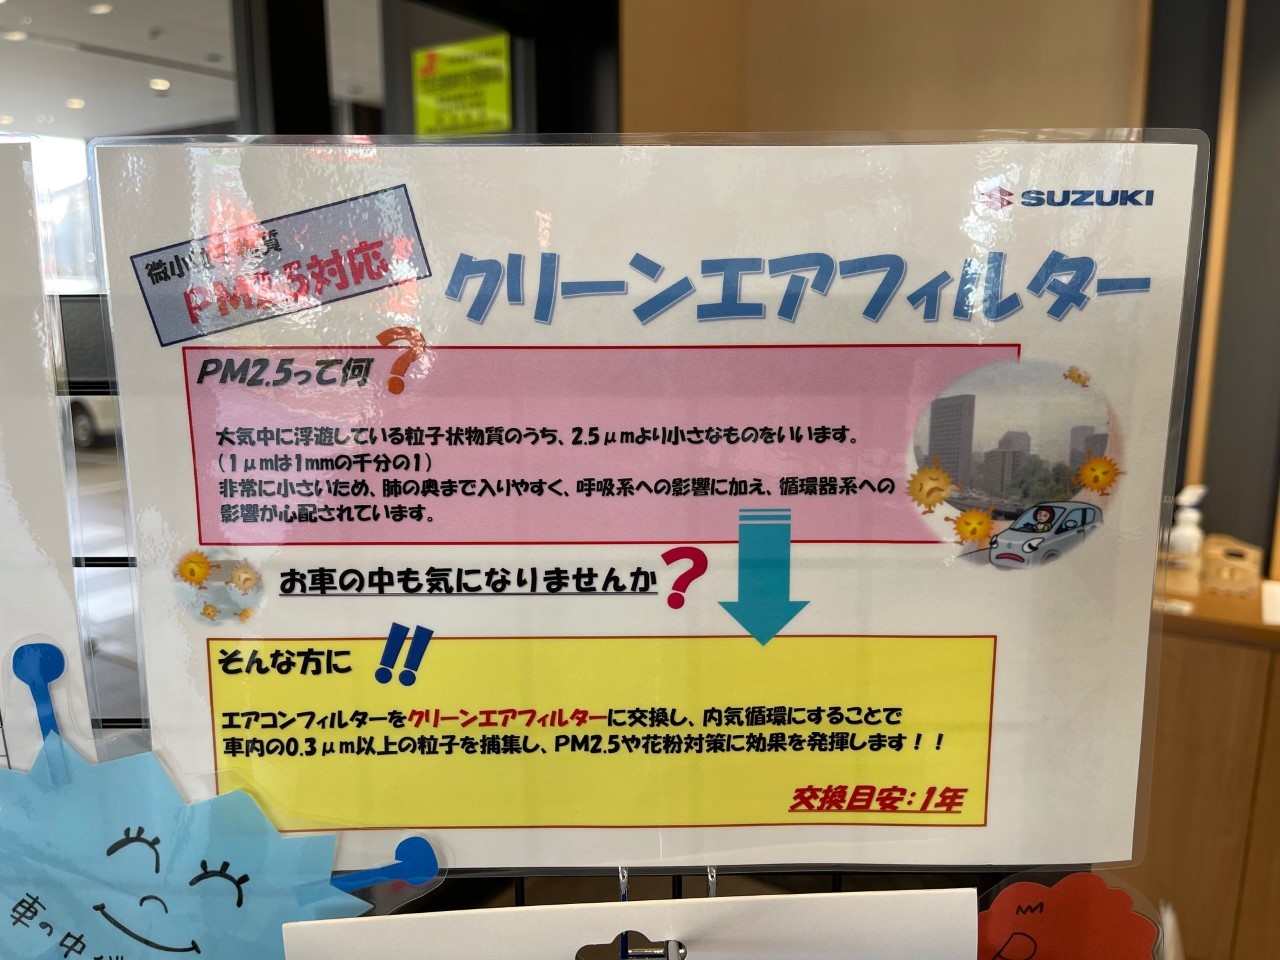 SUZUKI
微小粒子物質
PM2.5対応！
クリーンエアフィルター
PM2.5って何?
大気中に浮遊している粒子状物質のうち、2.5μmより小さなものをいいます。
(1μmは1mmの千分の1)
非常に小さいため、肺の奥まで入りやすく、呼吸系への影響に加え、循環器系への
影響が心配されています。
お車の中も気になりませんか?
そんな方に!!
エアコンフィルターをクリーンエアフィルターに交換し、内気循環にすることで
車内の0.3μm以上の粒子を捕集し、PM2.5や花粉対策に効果を発揮します！！
交換目安：1年
車の中